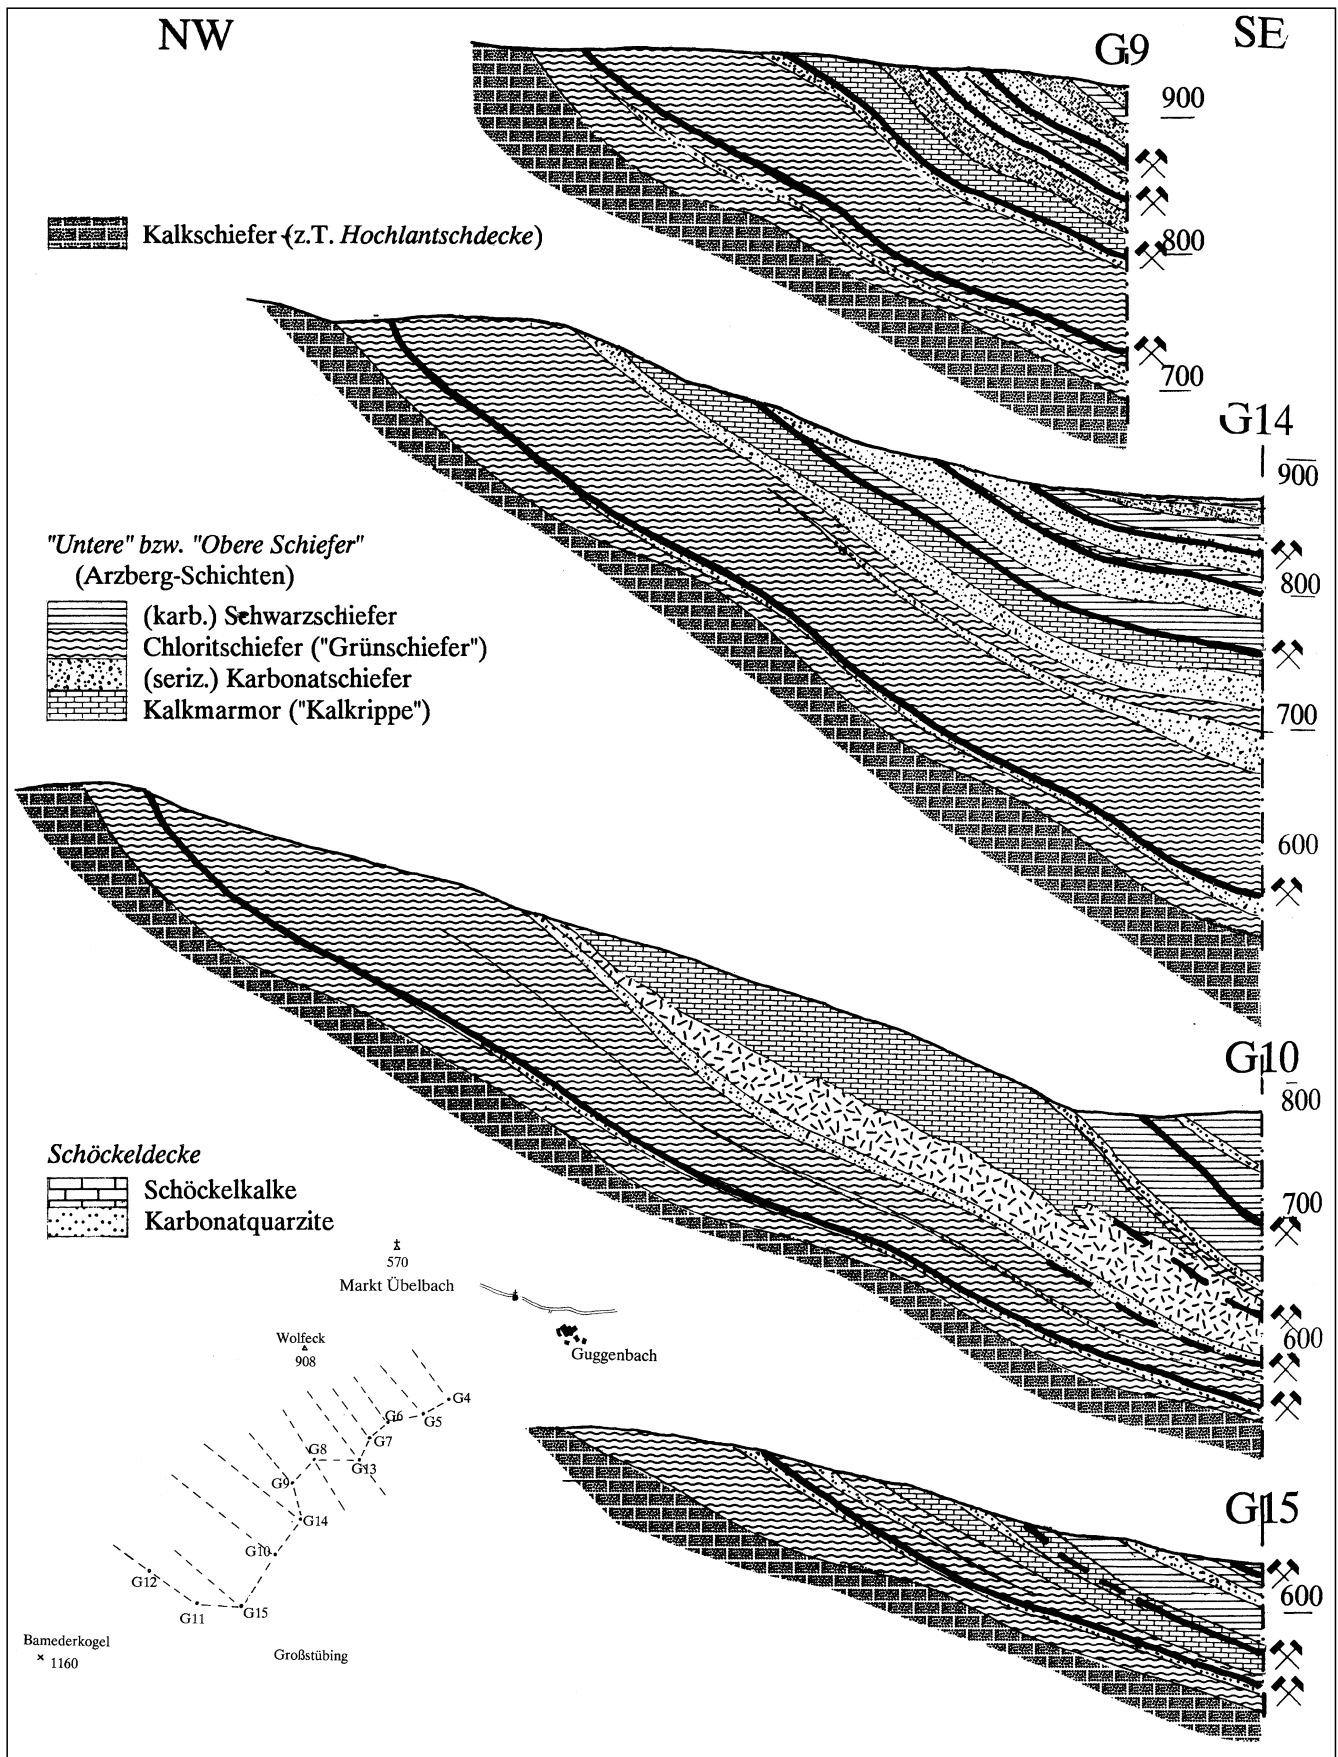 NW
SE
G9
900
800
700
Kalkschiefer (z.T. Hochlantschdecke)
G14
900
800
700
600
"Untere" bzw. "Obere Schiefer"
(Arzberg-Schichten)
(karb.) Schwarzschiefer
Chloritschiefer ("Grünschiefer")
(seriz.) Karbonatschiefer
Kalkmarmor ("Kalkrippe")
G10
800
700
600
Schöckeldecke
Schöckelkalke
Karbonatquarzite
570
Markt Übelbach
Guggenbach
Wolfeck
908
G4
G5
G6
G7
G8
G13
G9
G14
G10
G12
G11
G15
Bamederkogel
1160
Großstübing
G15
600